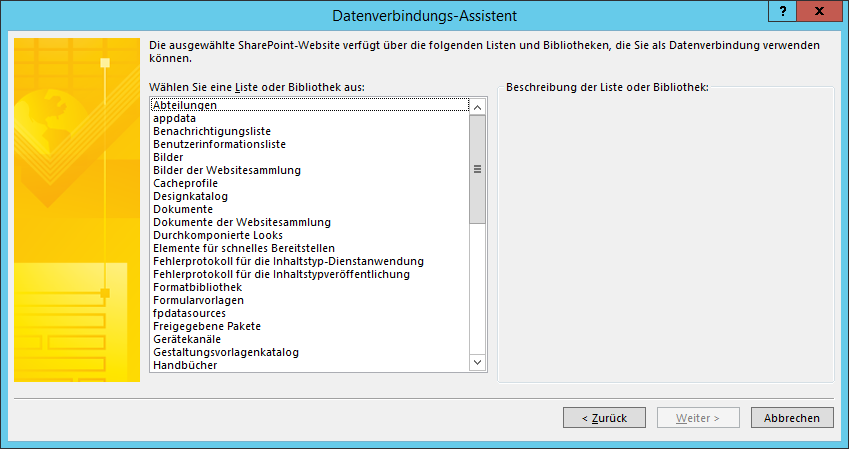 Datenverbindungs-Assistent
?
x
Die ausgewählte SharePoint-Website verfügt über die folgenden Listen und Bibliotheken, die Sie als Datenverbindung verwenden
können.
Wählen Sie eine Liste oder Bibliothek aus:
Beschreibung der Liste oder Bibliothek:
Abteilungen
appdata
Benachrichtigungsliste
Benutzerinformationsliste
Bilder
Bilder der Websitesammlung
Cacheprofile
Designkatalog
Dokumente
Dokumente der Websitesammlung
Durchkomponierte Looks
Elemente für schnelles Bereitstellen
Fehlerprotokoll für die Inhaltstyp-Dienstanwendung
Fehlerprotokoll für die Inhaltstypveröffentlichung
Formatbibliothek
Formularvorlagen
fpdatasources
Freigegebene Pakete
Gerätekanäle
Gestaltungsvorlagenkatalog
Handbücher
< Zurück
Weiter >
Abbrechen